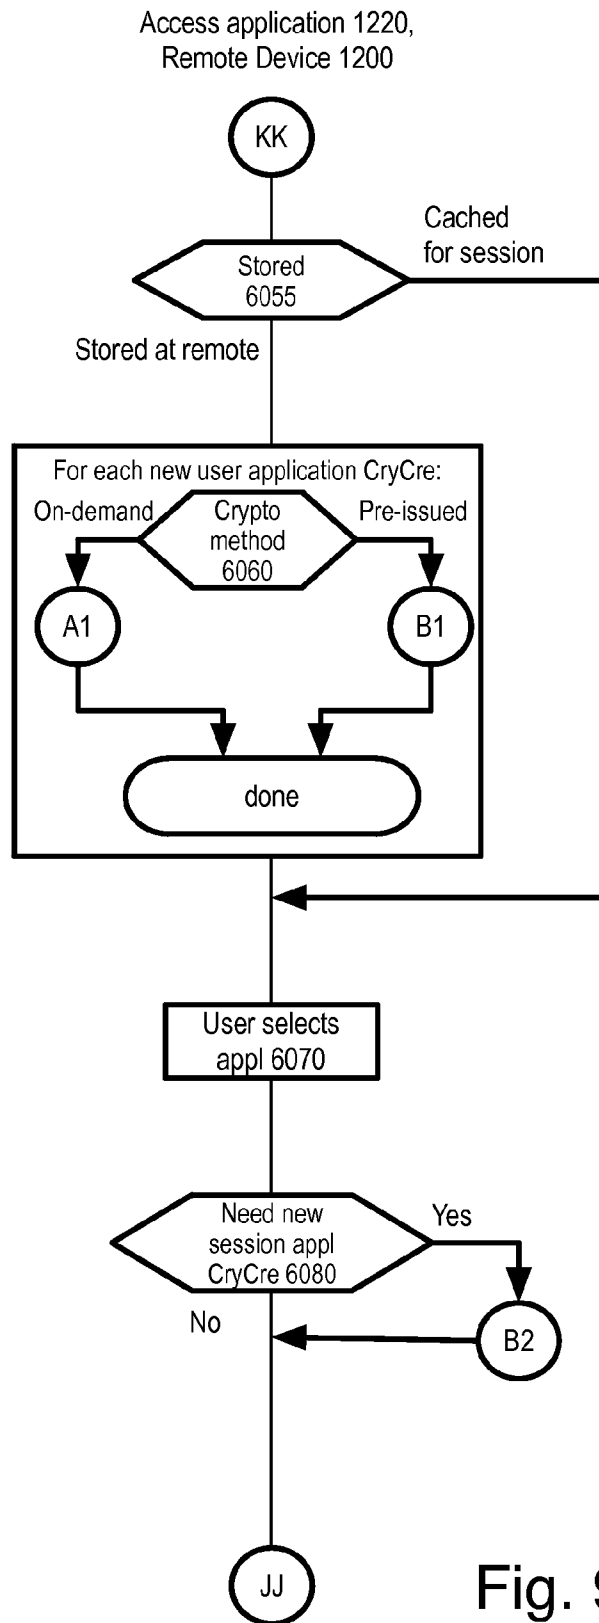 Access application 1220,
Remote Device 1200
KK
Cached
for session
Stored
6055
Stored at remote
For each new user application CryCre:
On-demand
Crypto
method
6060
Pre-issued
A1
B1
done
User selects
appl 6070
Need new
session appl
CryCre 6080
Yes
No
B2
JJ
Fig.